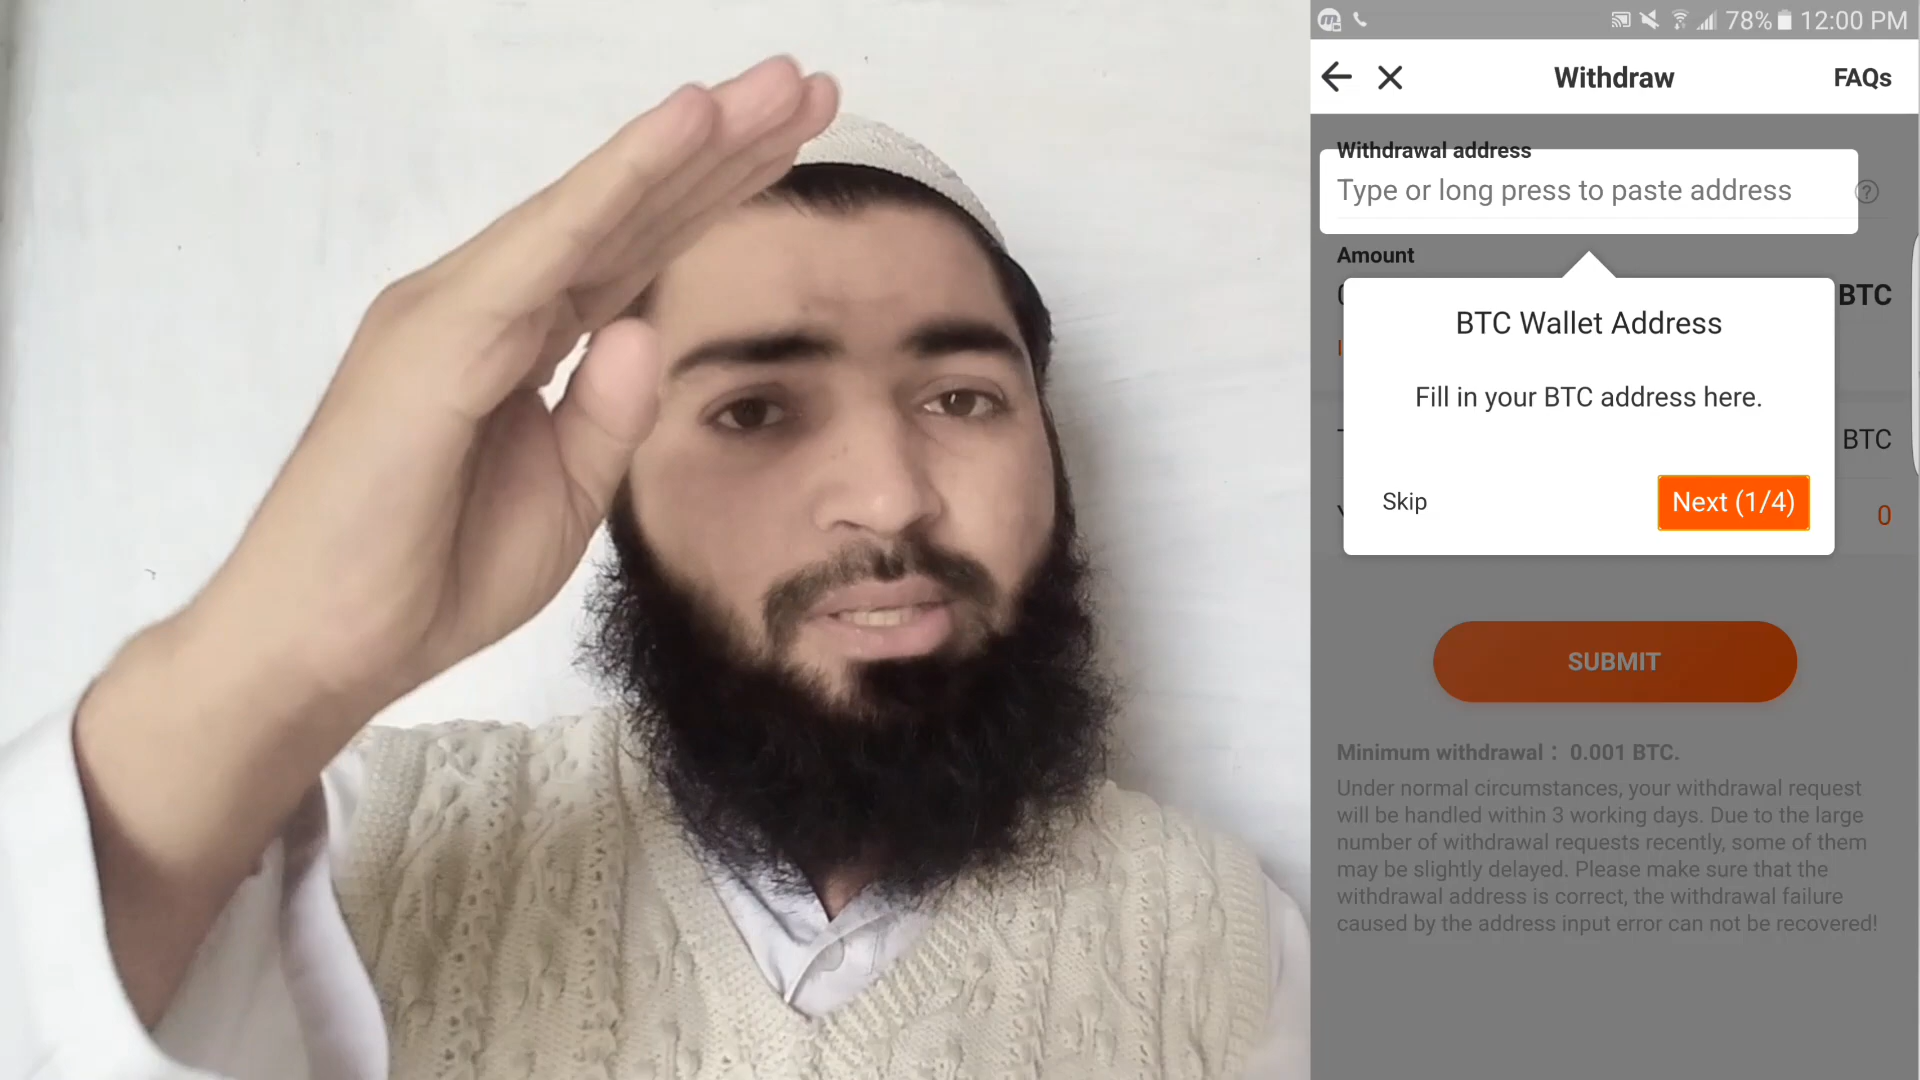 78% 12:00 PM
Withdraw
FAQs
Withdrawal address
Type or long press to paste address
?
Amount
BTC
BTC Wallet Address
Fill in your BTC address here.
BTC
Skip
Next (1/4)
0
SUBMIT
Minimum withdrawal : 0.001 BTC.
Under normal circumstances, your withdrawal request
will be handled within 3 working days. Due to the large
number of withdrawal requests recently, some of them
may be slightly delayed. Please make sure that the
withdrawal address is correct, the withdrawal failure
caused by the address input error can not be recovered!